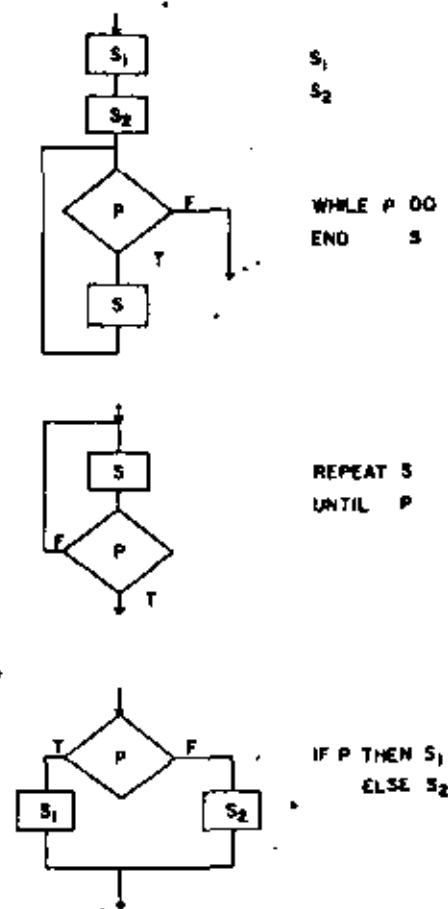 S₁ S₁
S₂ S₂
P F WHILE P DO
T END S
S
S REPEAT S
F P UNTIL P
T
T P F IF P THEN S₁
S₁ S₂ ELSE S₂